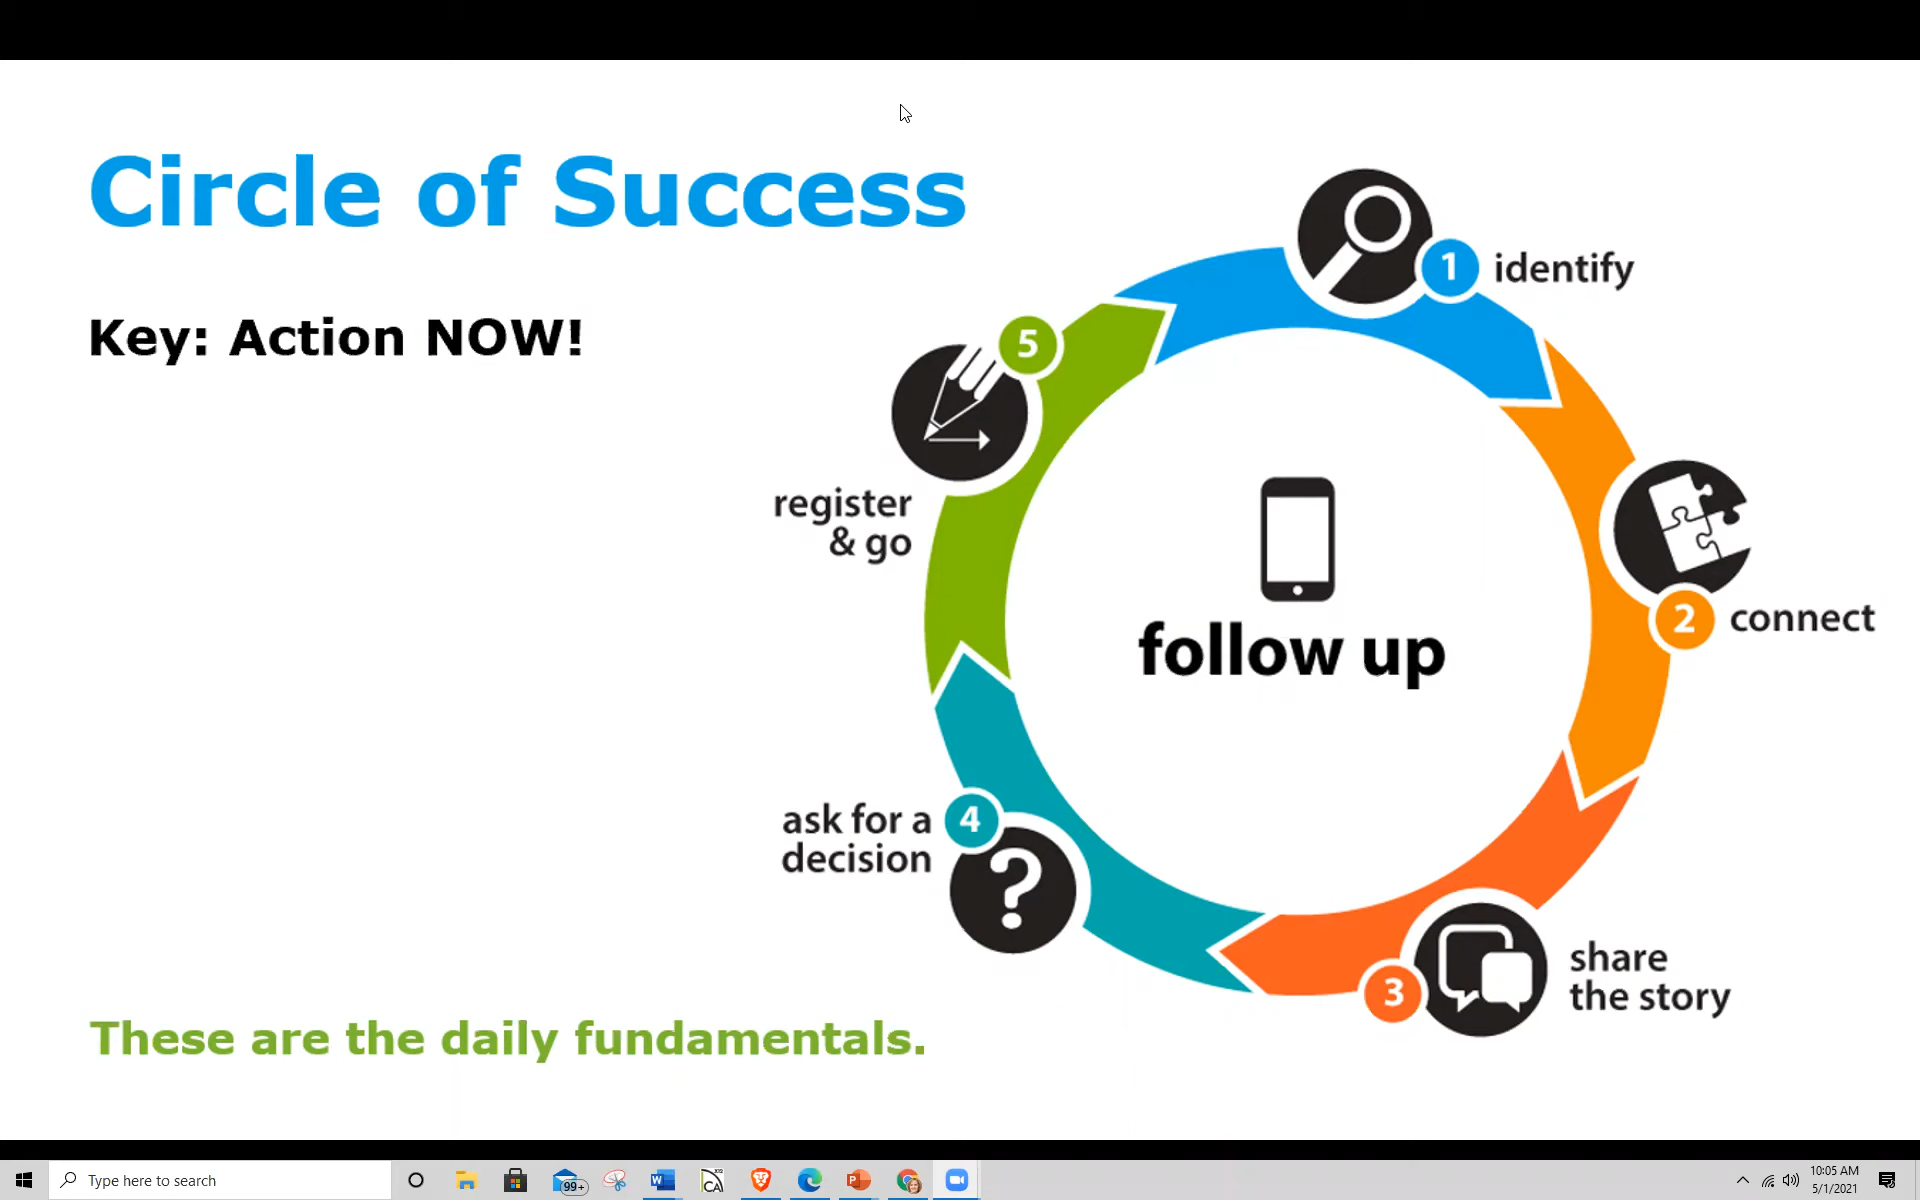 Circle of Success
Key: Action NOW!
1 identify
2 connect
3 share
the story
4 ask for a
decision
5
register
& go
follow up
These are the daily fundamentals.
Type here to search
99+
W
iOS
CA
P
10:05 AM
5/1/2021